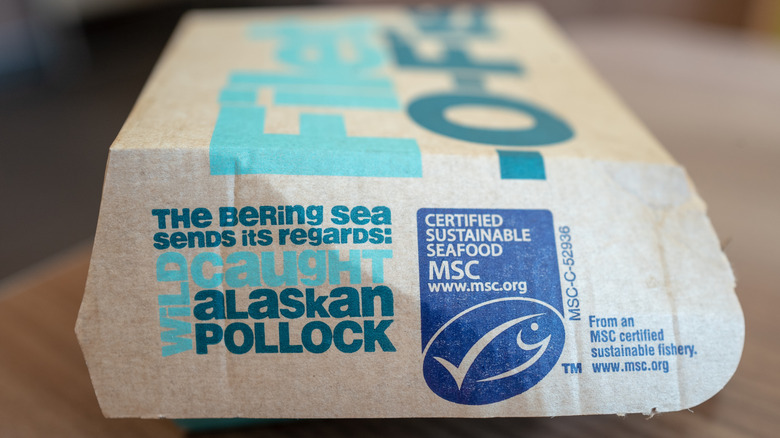 Filet
-O-F
THE BERING SEA
SENDS ITS REGARDS:
WILD
CAUGHT
ALASKAN
POLLOCK
CERTIFIED
SUSTAINABLE
SEAFOOD
MSC
www.msc.org
MSC-C-52936
TM
From an
MSC certified
sustainable fishery.
www.msc.org